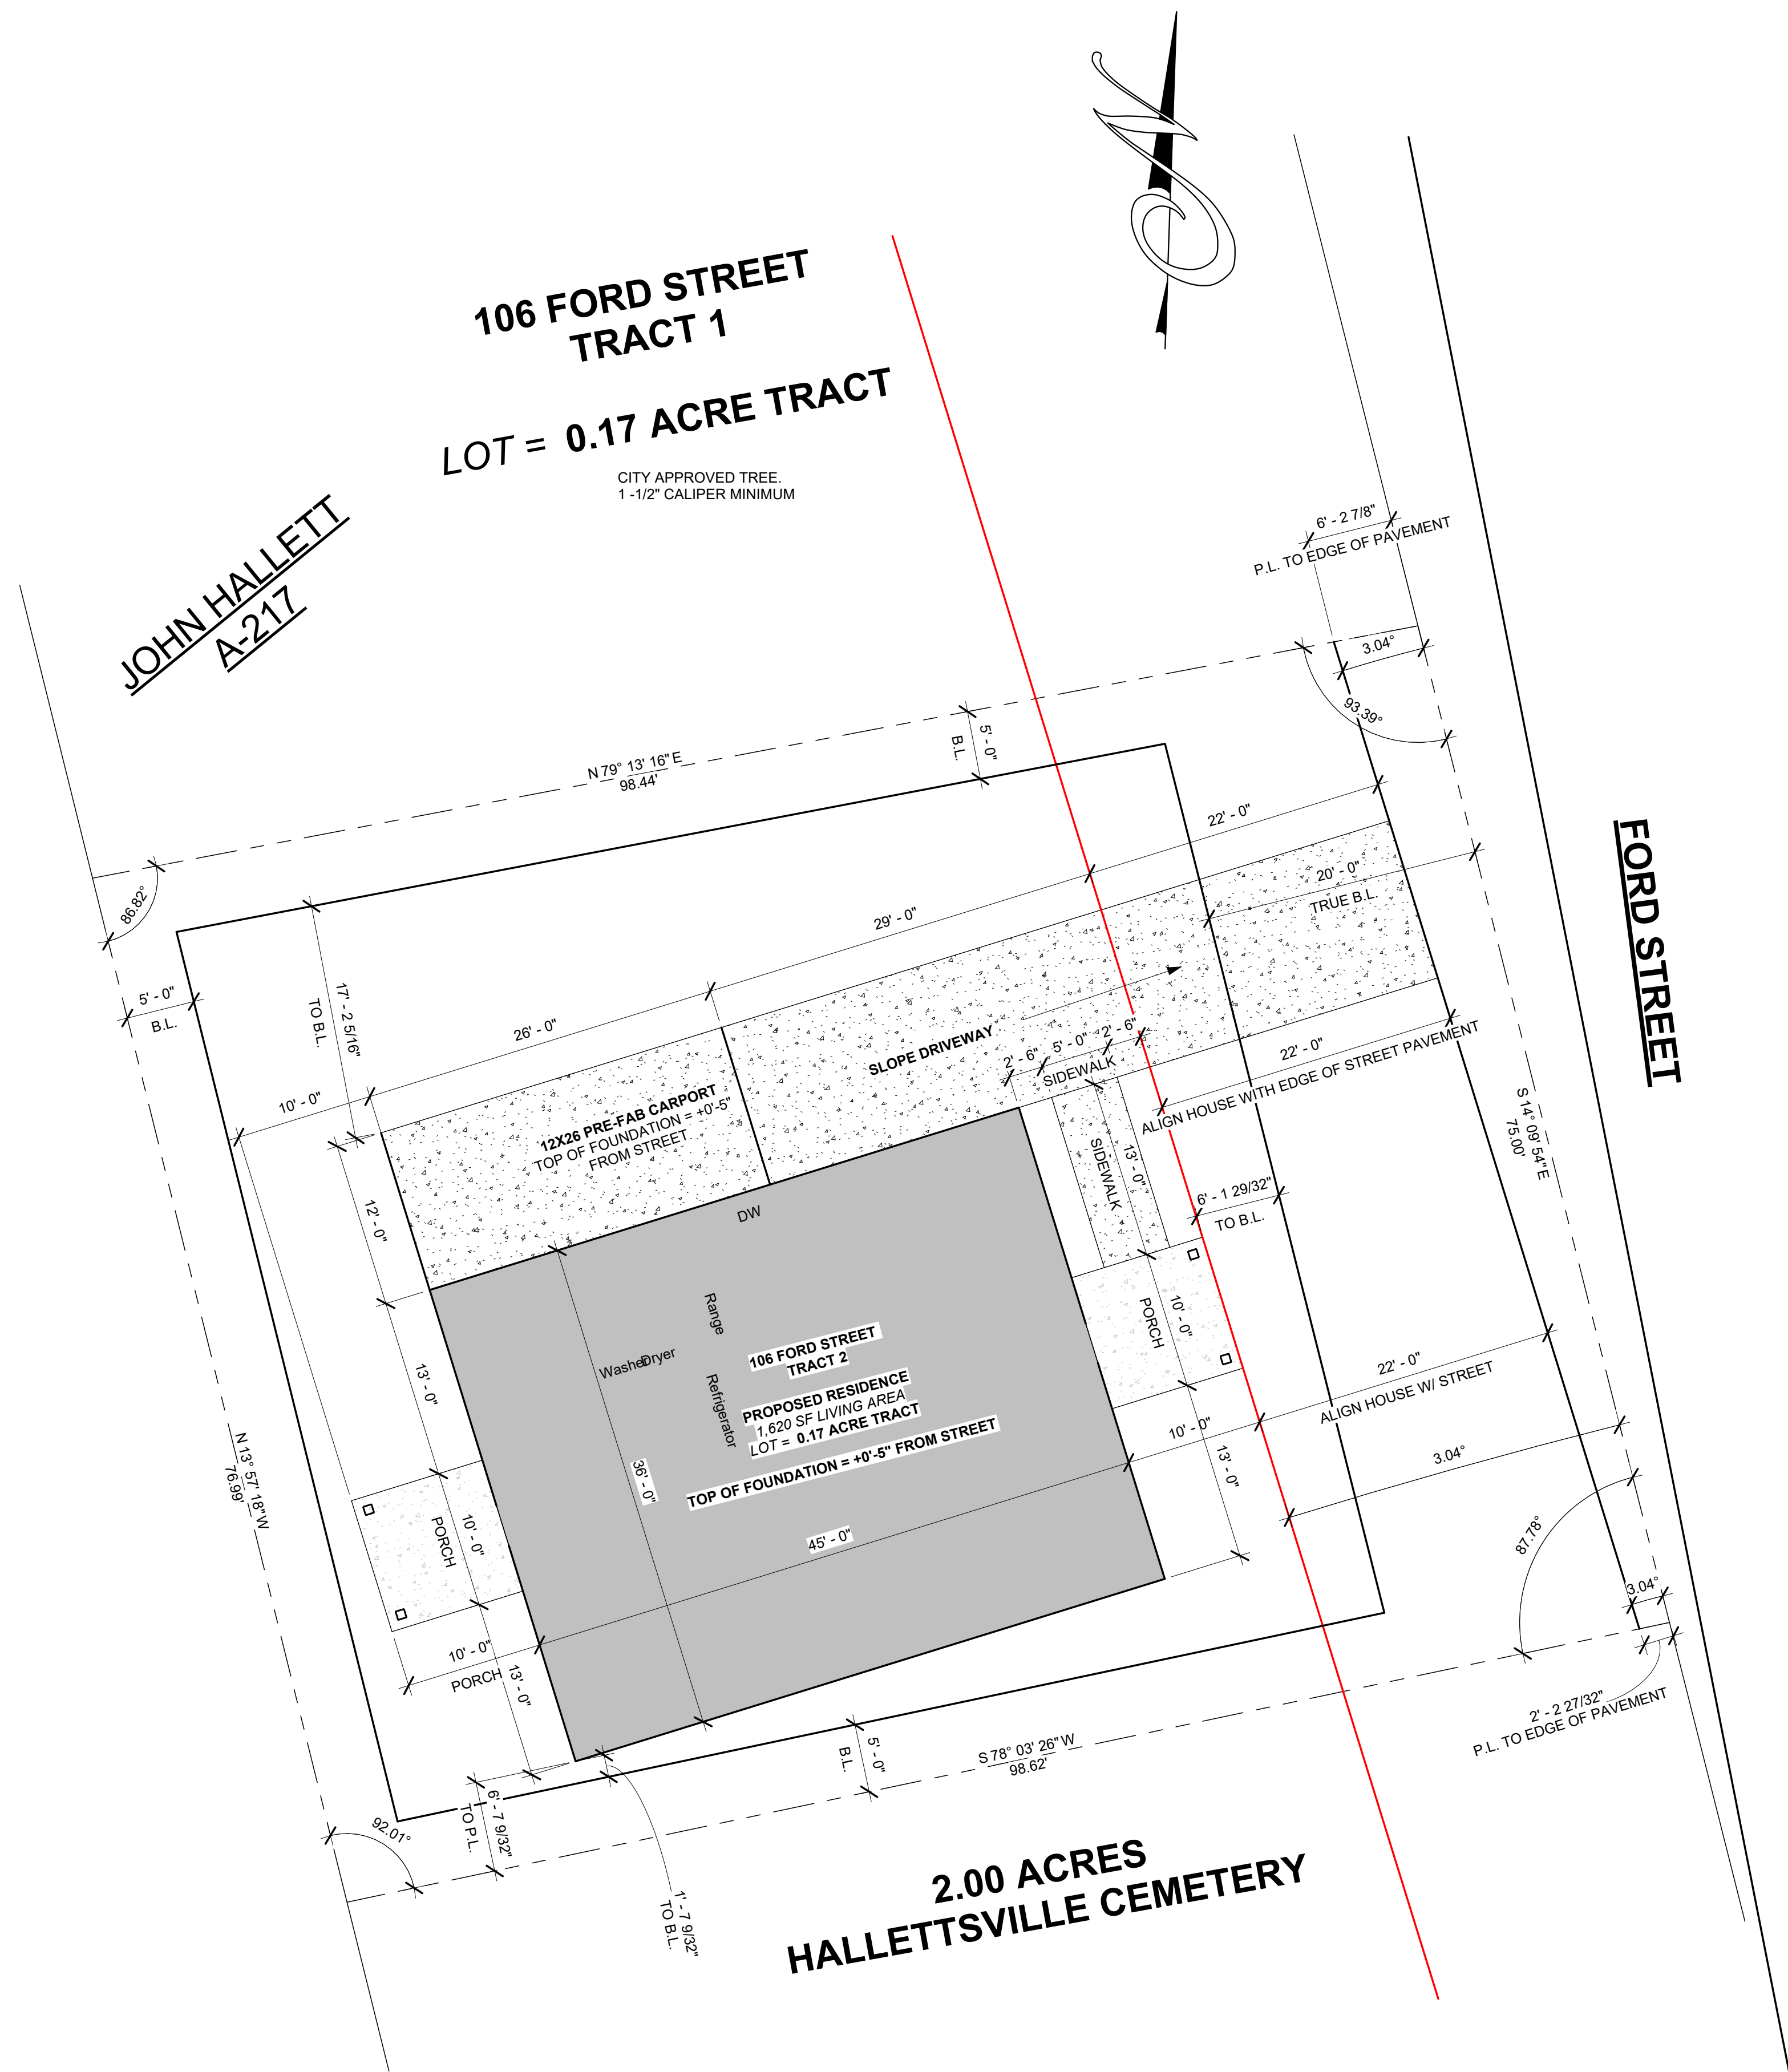 106 FORD STREET
TRACT 1
LOT = 0.17 ACRE TRACT
CITY APPROVED TREE.
1 -1/2" CALIPER MINIMUM
JOHN HALLETT
A-217
6' - 2 7/8"
P.L. TO EDGE OF PAVEMENT
3.04°
93.39°
N 79° 13' 16" E
98.44'
5' - 0"
B.L.
86.82°
5' - 0"
B.L.
17' - 2 5/16"
TO B.L.
22' - 0"
29' - 0"
26' - 0"
10' - 0"
20' - 0"
TRUE B.L.
FORD STREET
S 14° 09' 54" E
75.00'
SLOPE DRIVEWAY
2' - 6"
5' - 0"
2' - 6"
SIDEWALK
22' - 0"
ALIGN HOUSE WITH EDGE OF STREET PAVEMENT
12X26 PRE-FAB CARPORT
TOP OF FOUNDATION = +0'-5"
FROM STREET
SIDEWALK
13' - 0"
6' - 1 29/32"
TO B.L.
12' - 0"
DW
Range
Washer
Dryer
Refrigerator
106 FORD STREET
TRACT 2
PROPOSED RESIDENCE
1,620 SF LIVING AREA
LOT = 0.17 ACRE TRACT
TOP OF FOUNDATION = +0'-5" FROM STREET
PORCH
10' - 0"
13' - 0"
22' - 0"
ALIGN HOUSE W/ STREET
10' - 0"
13' - 0"
3.04°
36' - 0"
45' - 0"
N 13° 57' 18" W
76.99'
PORCH
10' - 0"
87.78°
3.04°
10' - 0"
PORCH
13' - 0"
2' - 2 27/32"
P.L. TO EDGE OF PAVEMENT
5' - 0"
B.L.
S 78° 03' 26" W
98.62'
6' - 7 9/32"
TO P.L.
92.01°
1' - 7 9/32"
TO B.L.
2.00 ACRES
HALLETTSVILLE CEMETERY